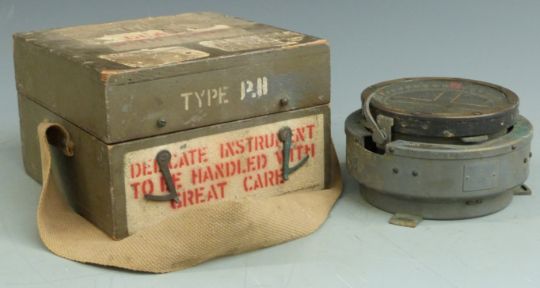 TYPE P.11
DELICATE INSTRUMENT
TO BE HANDLED WITH
GREAT CARE